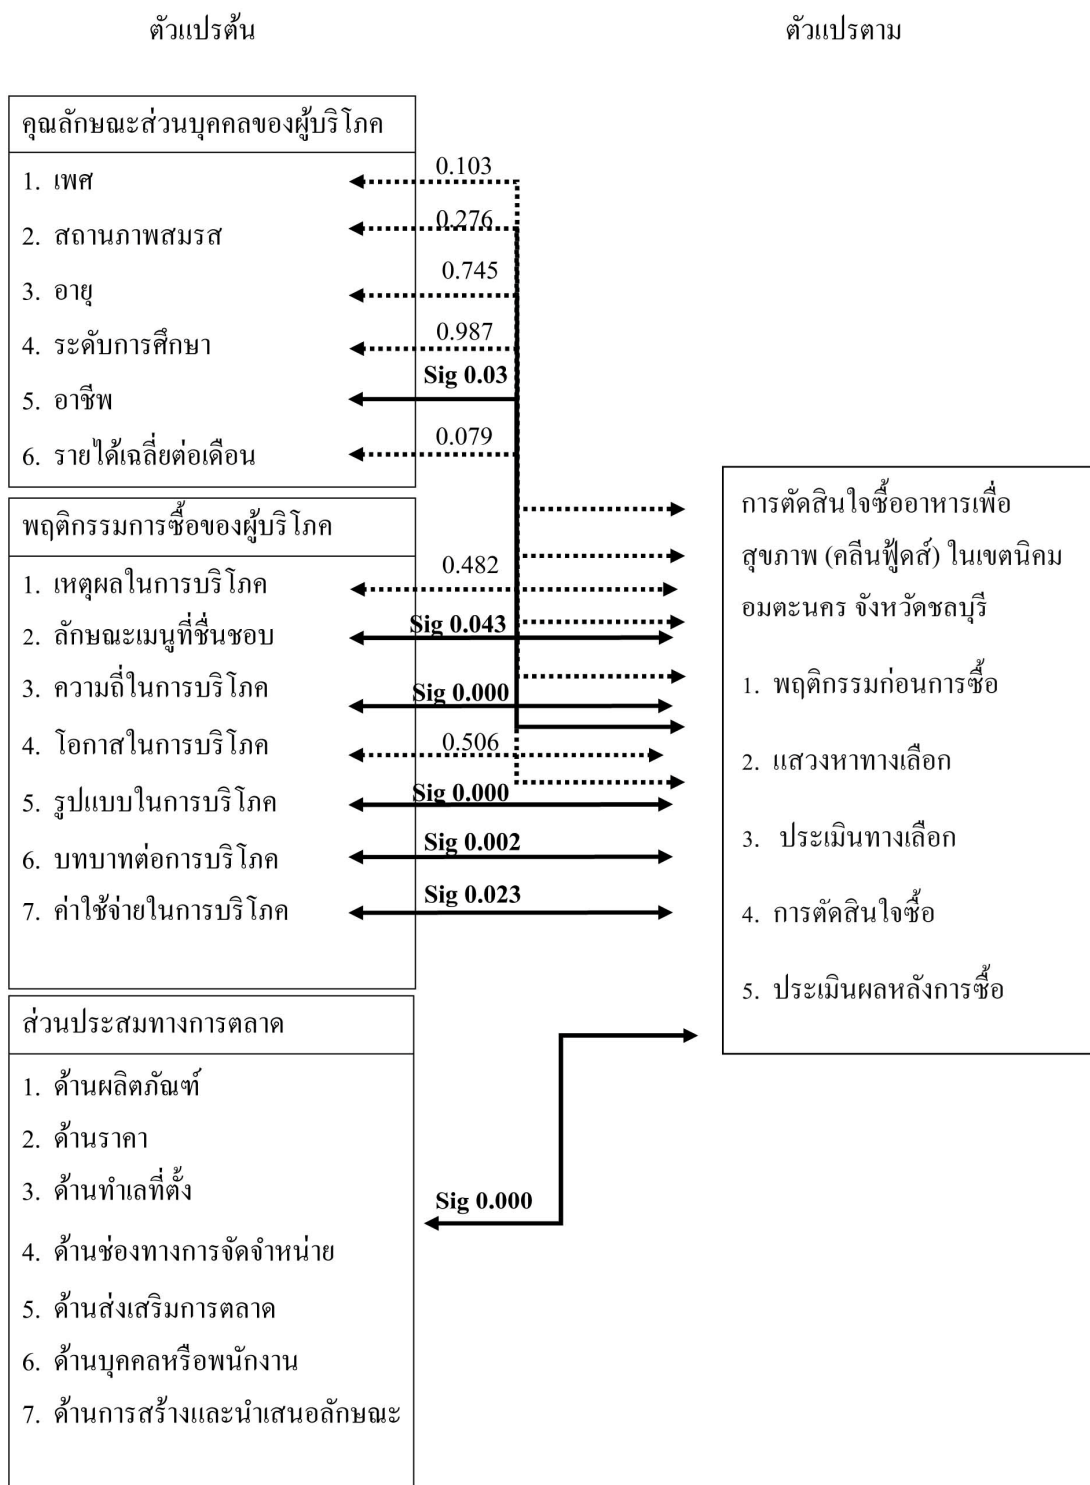 ตัวแปรต้น
ตัวแปรตาม
คุณลักษณะส่วนบุคคลของผู้บริโภค
1. เพศ
0.103
2. สถานภาพสมรส
0.276
3. อายุ
0.745
4. ระดับการศึกษา
0.987
5. อาชีพ
Sig 0.03
6. รายได้เฉลี่ยต่อเดือน
0.079
พฤติกรรมการซื้อของผู้บริโภค
1. เหตุผลในการบริโภค
0.482
2. ลักษณะเมนูที่ชื่นชอบ
Sig 0.043
3. ความถี่ในการบริโภค
Sig 0.000
4. โอกาสในการบริโภค
0.506
5. รูปแบบในการบริโภค
Sig 0.000
6. บทบาทต่อการบริโภค
Sig 0.002
7. ค่าใช้จ่ายในการบริโภค
Sig 0.023
การตัดสินใจซื้ออาหารเพื่อ
สุขภาพ (คลีนฟู้ดส์) ในเขตนิคม
อมตะนคร จังหวัดชลบุรี
1. พฤติกรรมก่อนการซื้อ
2. แสวงหาทางเลือก
3. ประเมินทางเลือก
4. การตัดสินใจซื้อ
5. ประเมินผลหลังการซื้อ
ส่วนประสมทางการตลาด
1. ด้านผลิตภัณฑ์
2. ด้านราคา
3. ด้านทำเลที่ตั้ง
Sig 0.000
4. ด้านช่องทางการจัดจำหน่าย
5. ด้านส่งเสริมการตลาด
6. ด้านบุคคลหรือพนักงาน
7. ด้านการสร้างและนำเสนอลักษณะ